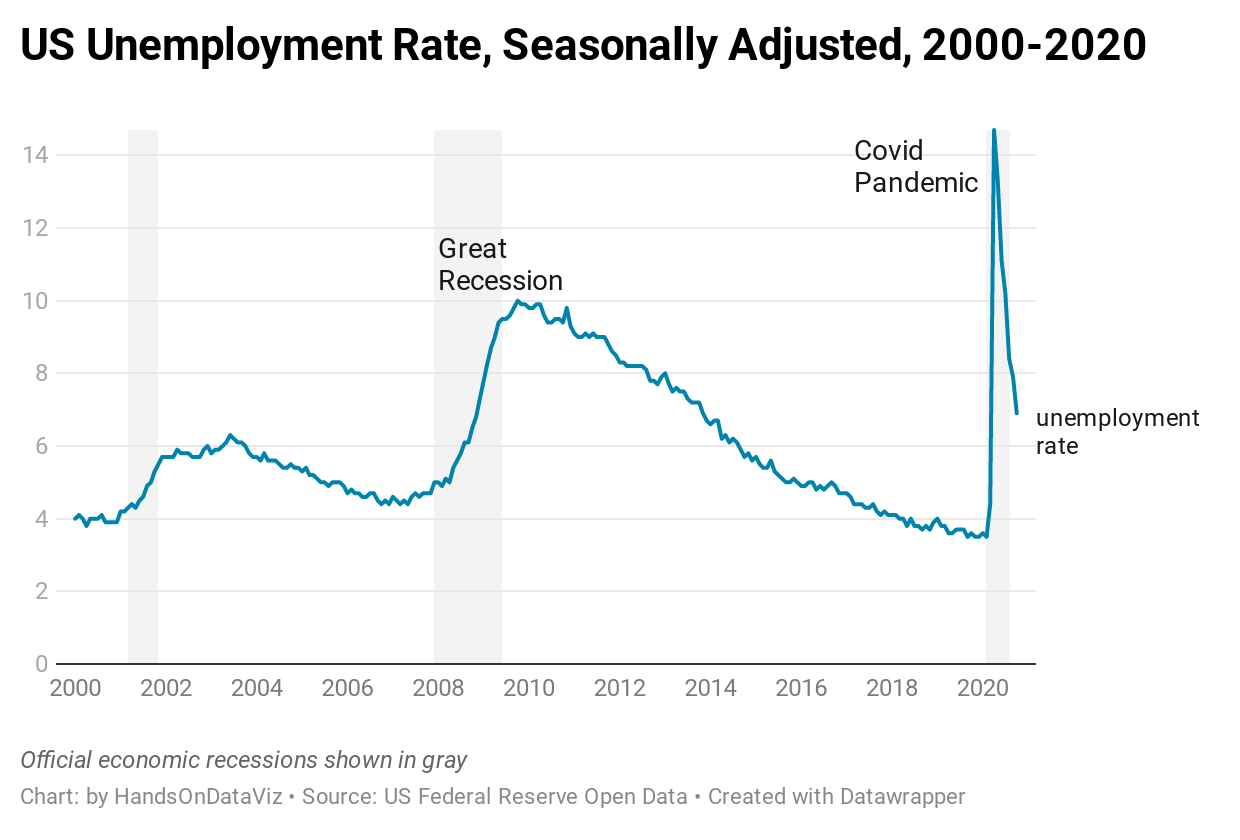 US Unemployment Rate, Seasonally Adjusted, 2000-2020
14
12
10
8
6
4
2
0
Covid
Pandemic
Great
Recession
unemployment
rate
2000 2002 2004 2006 2008 2010 2012 2014 2016 2018 2020
Official economic recessions shown in gray
Chart: by HandsOnDataViz • Source: US Federal Reserve Open Data • Created with Datawrapper